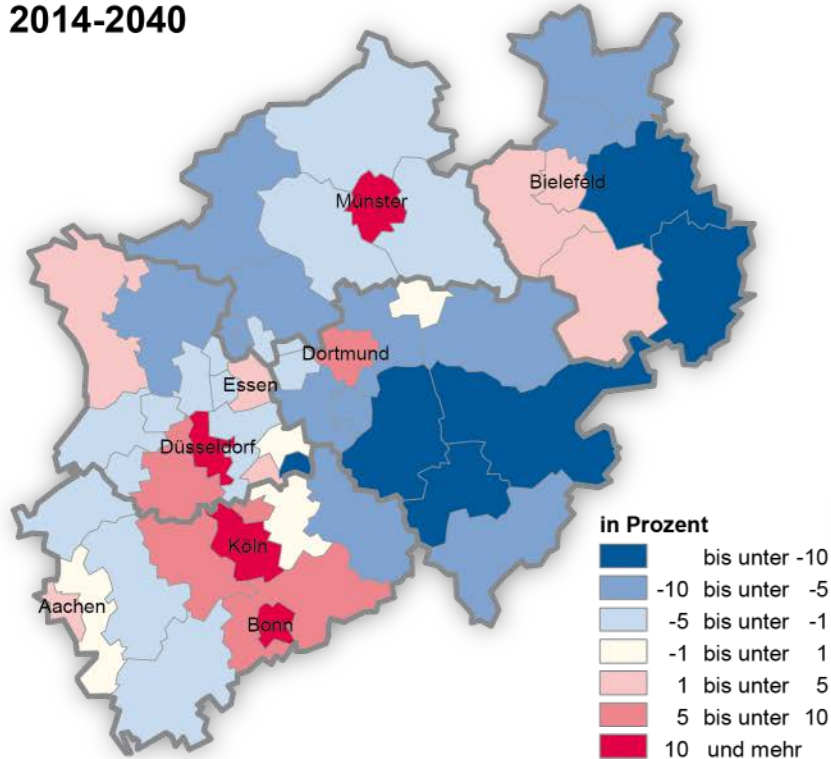 2014-2040
Münster
Bielefeld
Dortmund
Essen
Düsseldorf
Köln
Aachen
Bonn
in Prozent
bis unter -10
-10 bis unter -5
-5 bis unter -1
-1 bis unter 1
1 bis unter 5
5 bis unter 10
10 und mehr